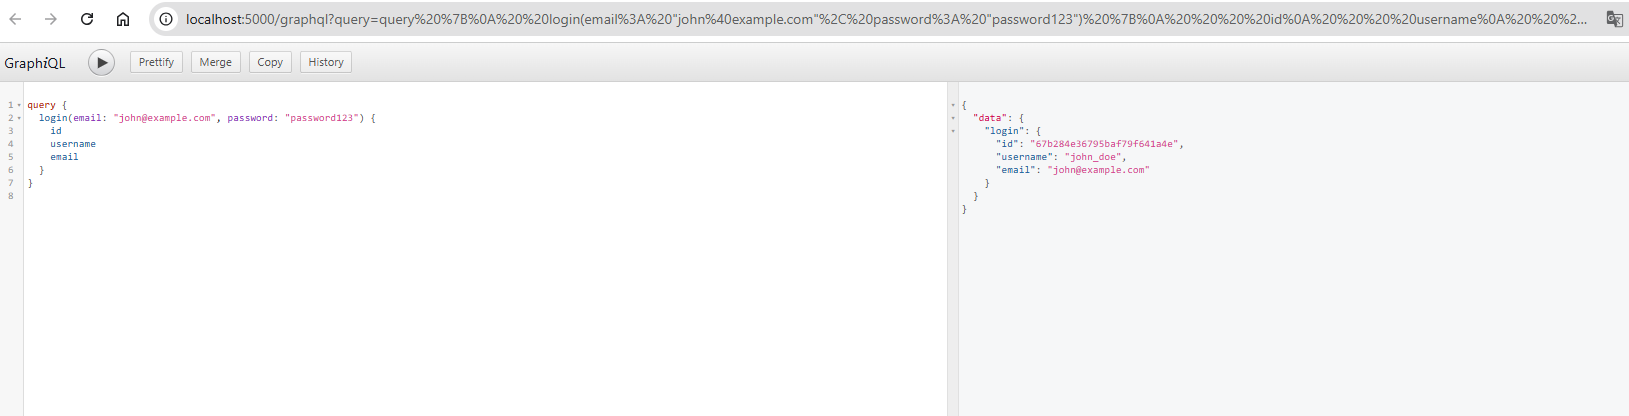 localhost:5000/graphql?query=query%20%7B%0A%20%20login(email%3A%20"john%40example.com"%2C%20password%3A%20"password123")%20%7B%0A%20%20%20%20id%0A%20%20%20%20username%0A%20%20%2...
GraphiQL
Prettify Merge Copy History
1 query {
2 login(email: "john@example.com", password: "password123") {
3 id
4 username
5 email
6 }
7 }
8
{
"data": {
"login": {
"id": "67b284e36795baf79f641a4e",
"username": "john_doe",
"email": "john@example.com"
}
}
}